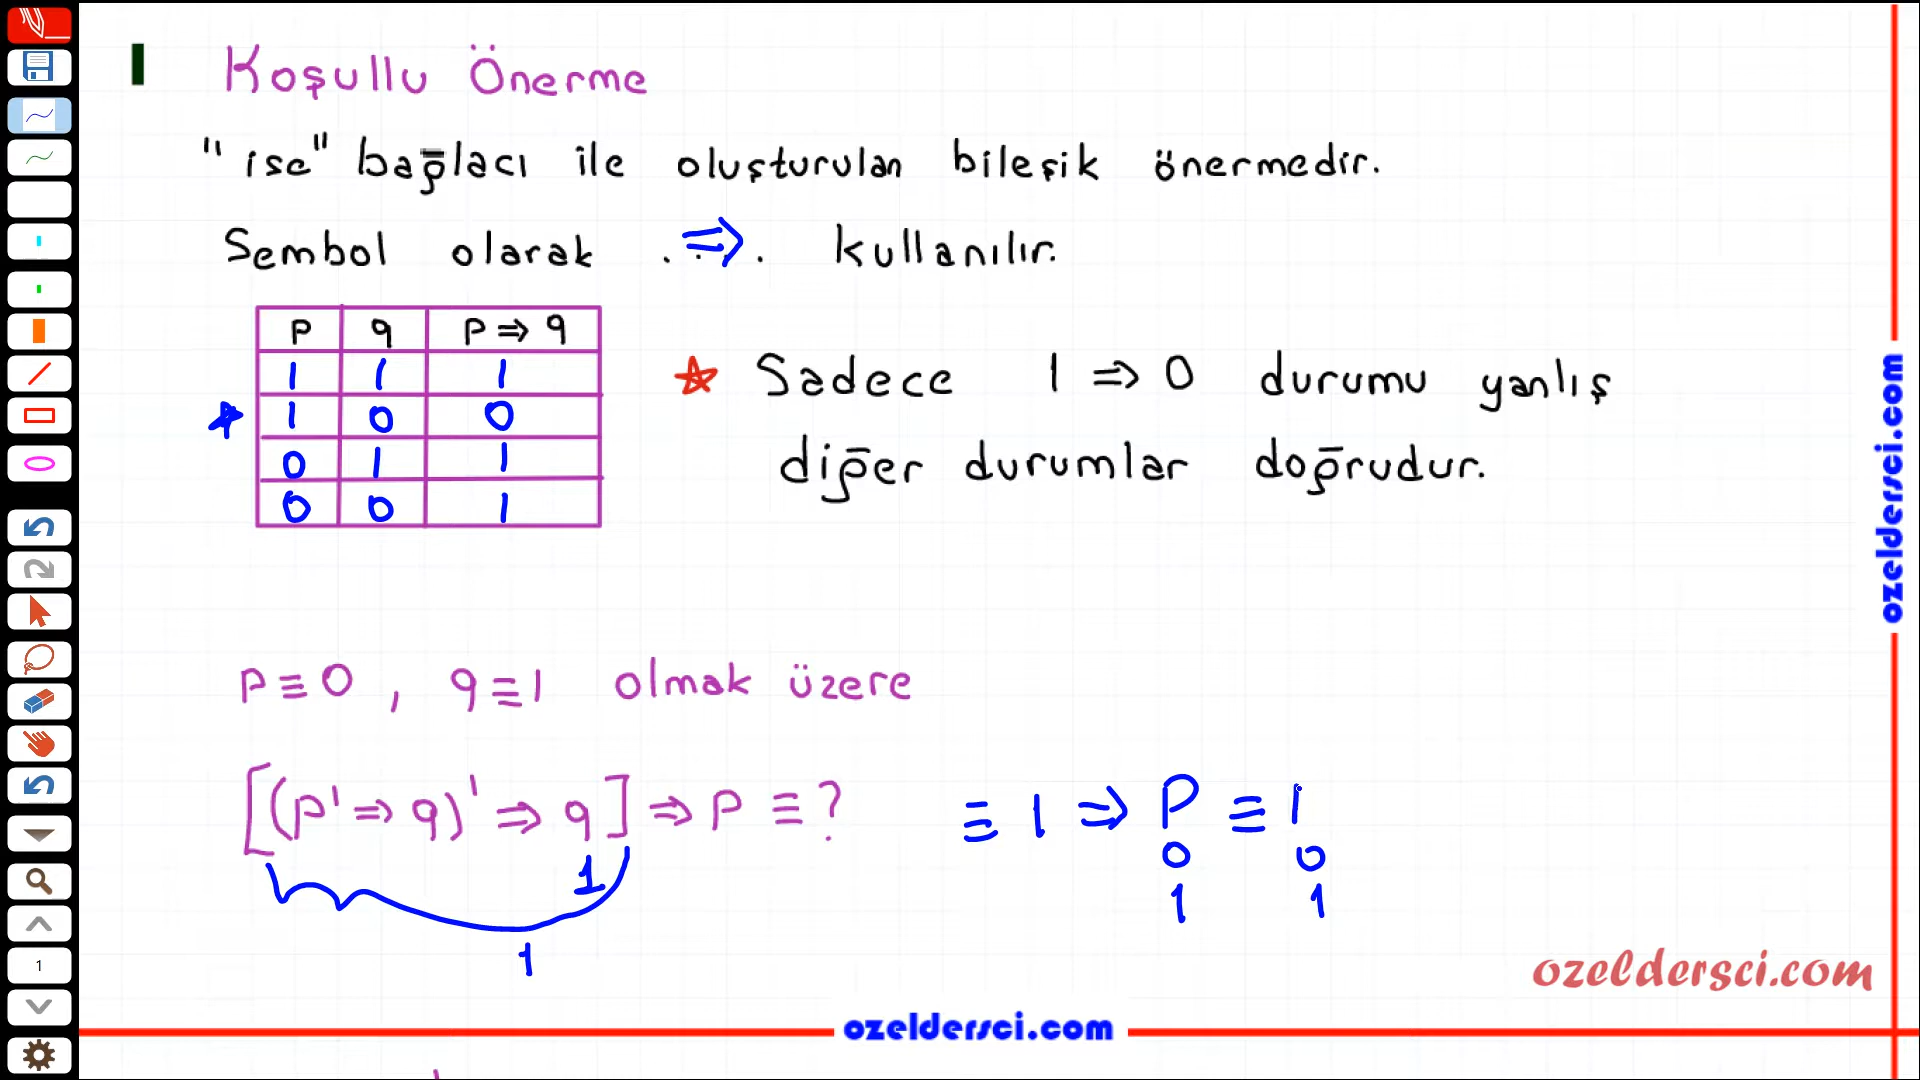 Koşullu Önerme
"ise" bağlacı ile oluşturulan bileşik önermedir.
Sembol olarak ..⇒.. kullanılır.
p q p ⇒ q
1 1 1
1 0 0
0 1 1
0 0 1
Sadece 1 ⇒ 0 durumu yanlış
diğer durumlar doğrudur.
p ≡ 0 , q ≡ 1 olmak üzere
[(p' ⇒ q)' ⇒ q] ⇒ p ≡ ? ≡ 1 ⇒ P ≡ 1
1 0 0
1 1
1
ozeldersci.com
ozeldersci.com
ozeldersci.com
1